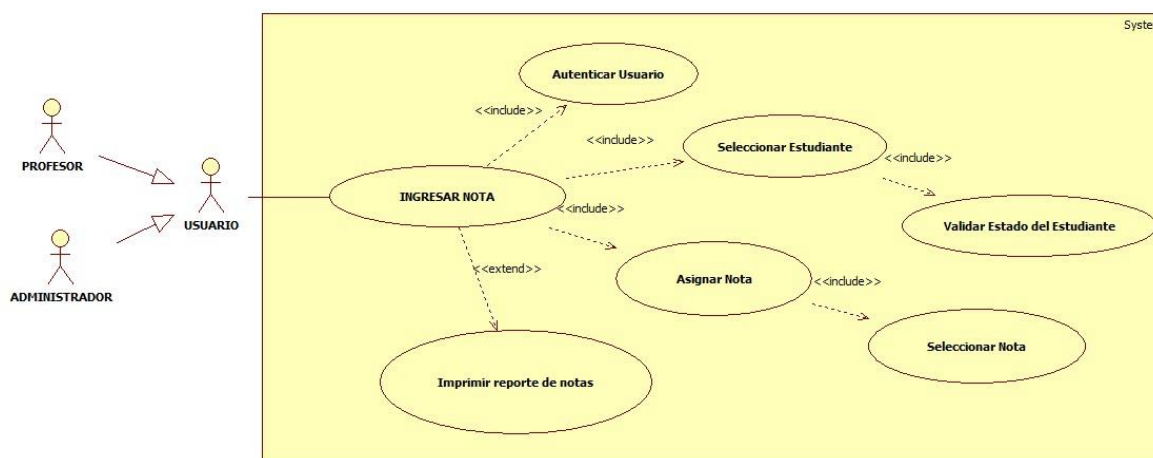 Syste
Autenticar Usuario
<<include>>
<<include>>
Seleccionar Estudiante
<<include>>
PROFESOR
INGRESAR NOTA
USUARIO
<<include>>
Validar Estado del Estudiante
<<extend>>
Asignar Nota
<<include>>
ADMINISTRADOR
Seleccionar Nota
Imprimir reporte de notas